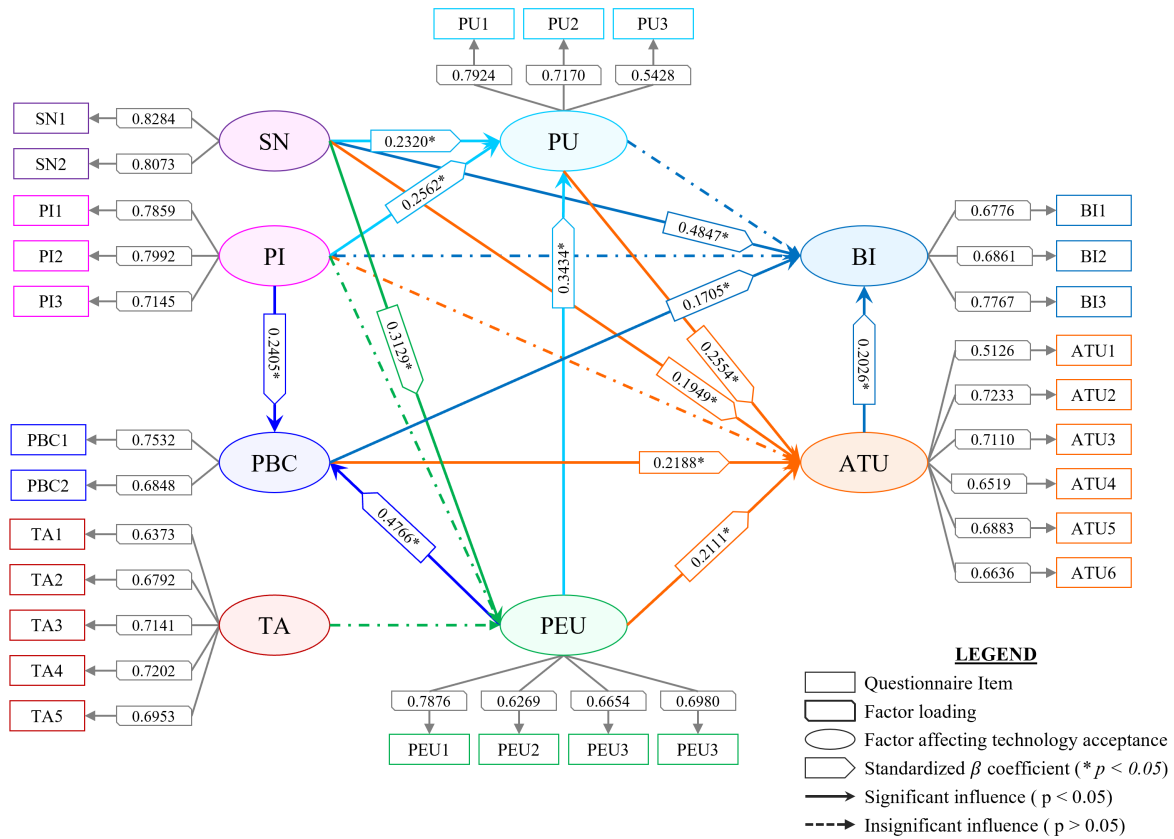 PU1 PU2 PU3
0.7924 0.7170 0.5428
SN1 0.8284
SN2 0.8073
SN
PU
0.2320*
0.2562*
PI1 0.7859
PI2 0.7992
PI3 0.7145
PI
BI
0.4847*
0.3434*
0.1705*
0.6776 BI1
0.6861 BI2
0.7767 BI3
0.2405*
0.3129*
0.2554*
0.1949*
0.2026*
0.5126 ATU1
0.7233 ATU2
0.7110 ATU3
0.6519 ATU4
0.6883 ATU5
0.6636 ATU6
PBC1 0.7532
PBC2 0.6848
PBC
0.2188*
ATU
0.4766*
0.2111*
TA1 0.6373
TA2 0.6792
TA3 0.7141
TA4 0.7202
TA5 0.6953
TA
PEU
0.7876 0.6269 0.6654 0.6980
PEU1 PEU2 PEU3 PEU3
LEGEND
Questionnaire Item
Factor loading
Factor affecting technology acceptance
Standardized β coefficient (* p < 0.05)
Significant influence ( p < 0.05)
Insignificant influence ( p > 0.05)